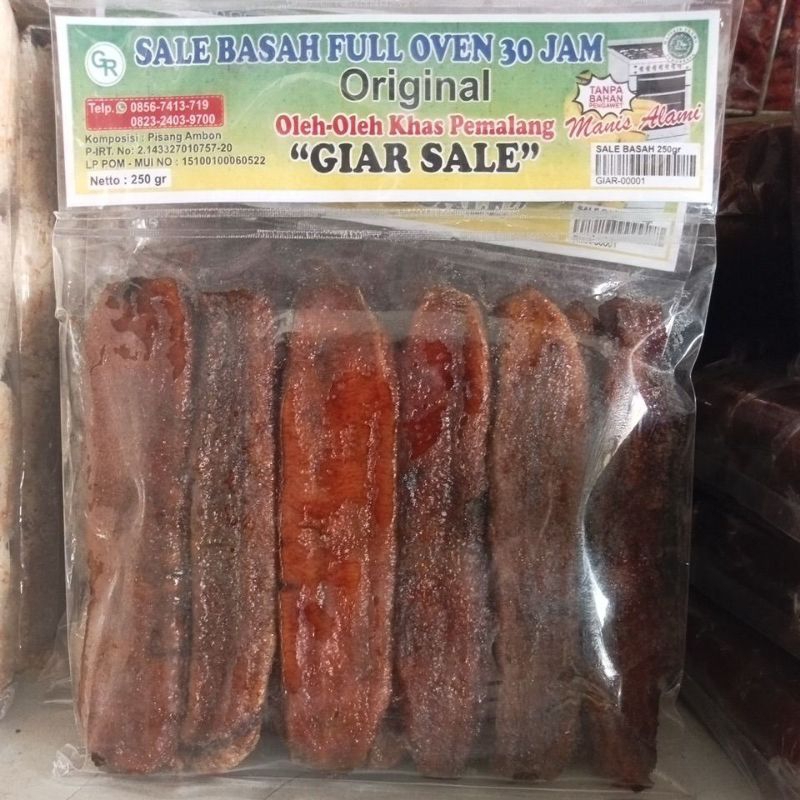 GR
SALE BASAH FULL OVEN 30 JAM
Original
Telp. 0856-7413-719
0823-2403-9700
TANPA
BAHAN
PENGAWET
Oleh-Oleh Khas Pemalang
Manis Alami
Komposisi : Pisang Ambon
P-IRT. No: 2.143327010757-20
LP POM - MUI NO : 15100100060522
"GIAR SALE"
Netto : 250 gr
SALE BASAH 250gr
GIAR-00001